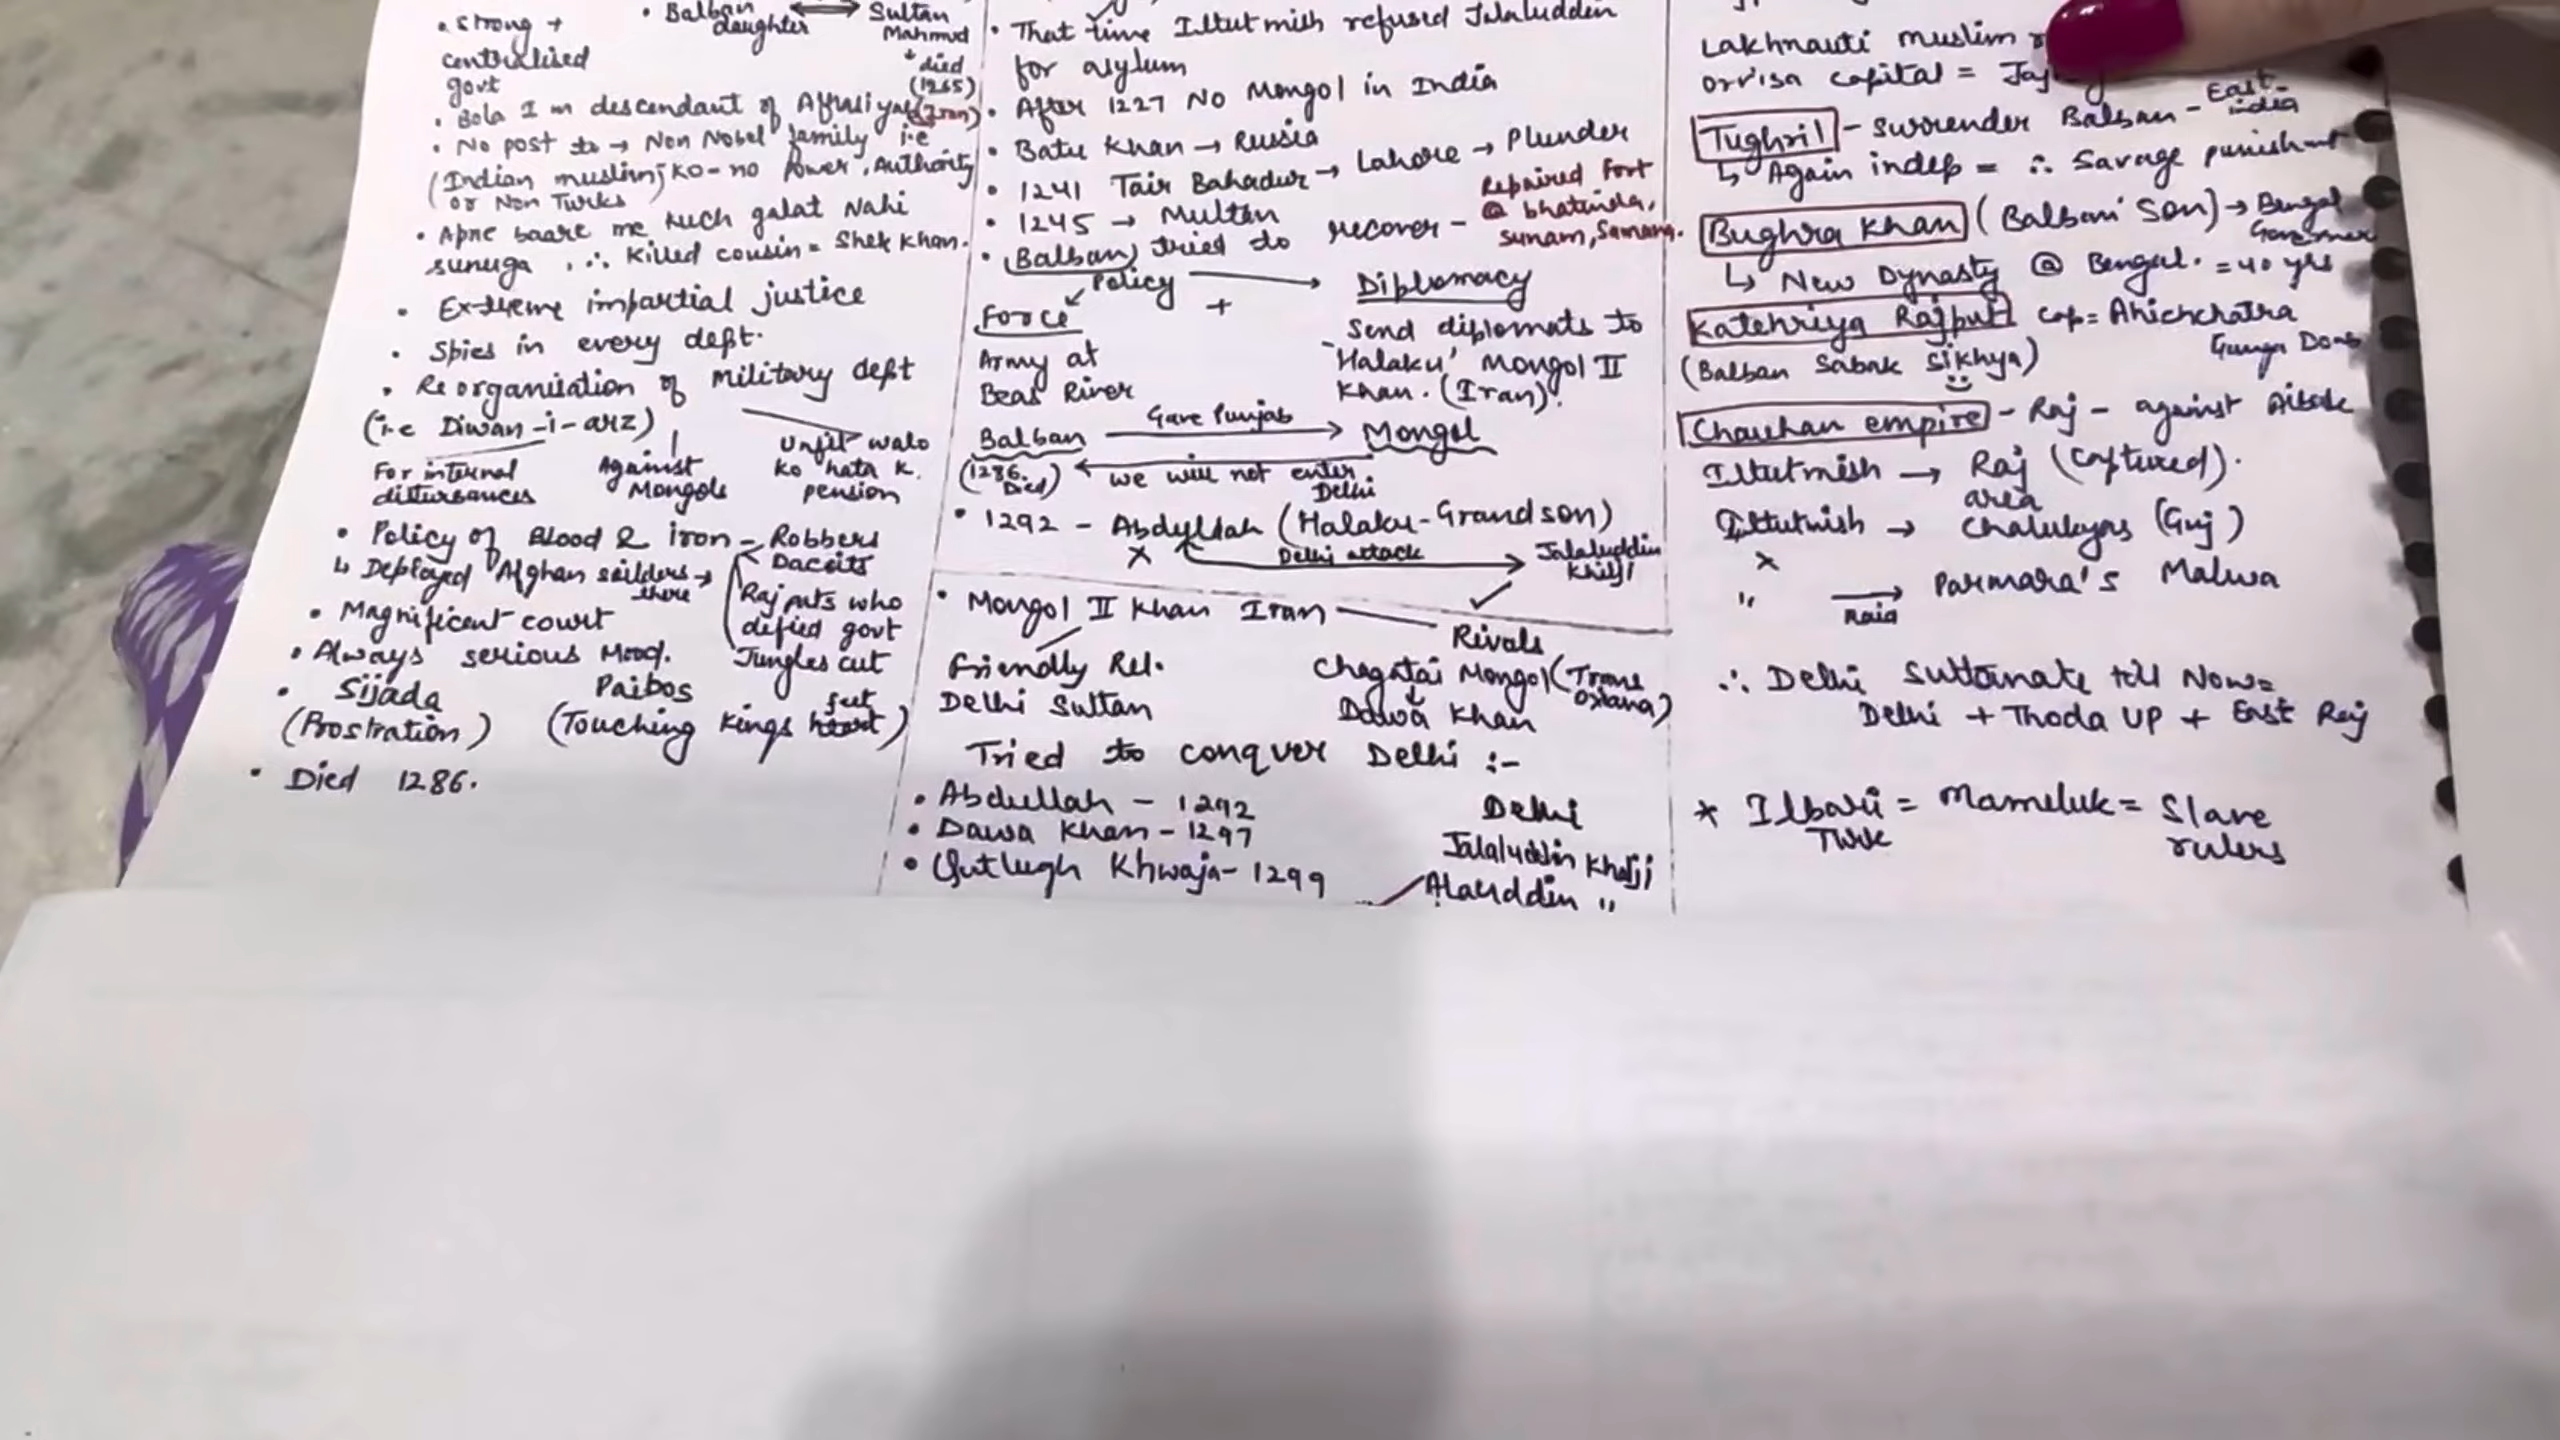 • Strong +
centralised
govt
• Balban daughter ↔ Sultan Mahmud
* died
(1265)
• Bola I m descendant of Afrasiyab (Iran)
• No post to → Non Nobel family i.e
(Indian muslim) ko - no Power, Authority
or Non Turks
• Apne baare me kuch galat Nahi
sunuga , ∴ killed cousin = Shek Khan.
• Extreme impartial justice
• Spies in every dept.
• Re organisation of military dept
(i.e Diwan-i-arz)
For internal disturbances
Against Mongols
Unfit walo ko hata k. pension
• Policy of Blood & iron - Robbers
Dacoits
↳ Deployed Afghan soilders → there
Rajputs who
defied govt
Jungles cut
• Magnificent court
• Always serious Mood.
• Sijada
(Prostration)
Paibos
(Touching kings feet)
• Died 1286.
• That time Iltutmish refused Jalaluddin
for asylum
• After 1227 No Mongol in India
• Batu Khan → Russia
• 1241 Tair Bahadur → Lahore → Plunder
• 1245 → Multan
• Balban tried to recover -
Repaired Fort
@ bhatinda,
sunam, Samana.
Policy → Diplomacy
+
Force
Army at
Beas River
Send diplomats to
'Halaku' Mongol II
Khan. (Iran).
Balban Gave Punjab → Mongol
(1286 Died) ← we will not enter Delhi
• 1292 - Abdullah (Halaku-Grandson)
X Delhi attack → Jalaluddin Khilji
• Mongol II Khan Iran
Friendly Rel.
Delhi Sultan
Rivals
Chagatai Mongol (Trans Oxiana)
Dawa Khan
Tried to conquer Delhi :-
• Abdullah - 1292
• Dawa Khan - 1297
• Qutlugh Khwaja - 1299
Delhi
Jalaluddin Khalji
Alauddin "
Lakhnauti muslim
orrisa capital =
Tughril - surrender Balban - East India
↳ Again indep = ∴ Savage punishmt
Bughra Khan (Balban' Son) → Bengal Governer
↳ New Dynasty @ Bengal. = 40 yrs
Katehriya Rajput cap = Ahichchatra
Gunga Doab
(Balban Sabak Sikhya)
Chauhan empire - Raj - against Aibak
Iltutmish → Raj (captured).
area
Iltutmish → Chalukyas (Guj)
X
" → Parmara's Malwa
Raid
∴ Delhi Sultanate till Now =
Delhi + Thoda UP + East Raj
* Ilbari = Mameluk = Slave
Turk rulers